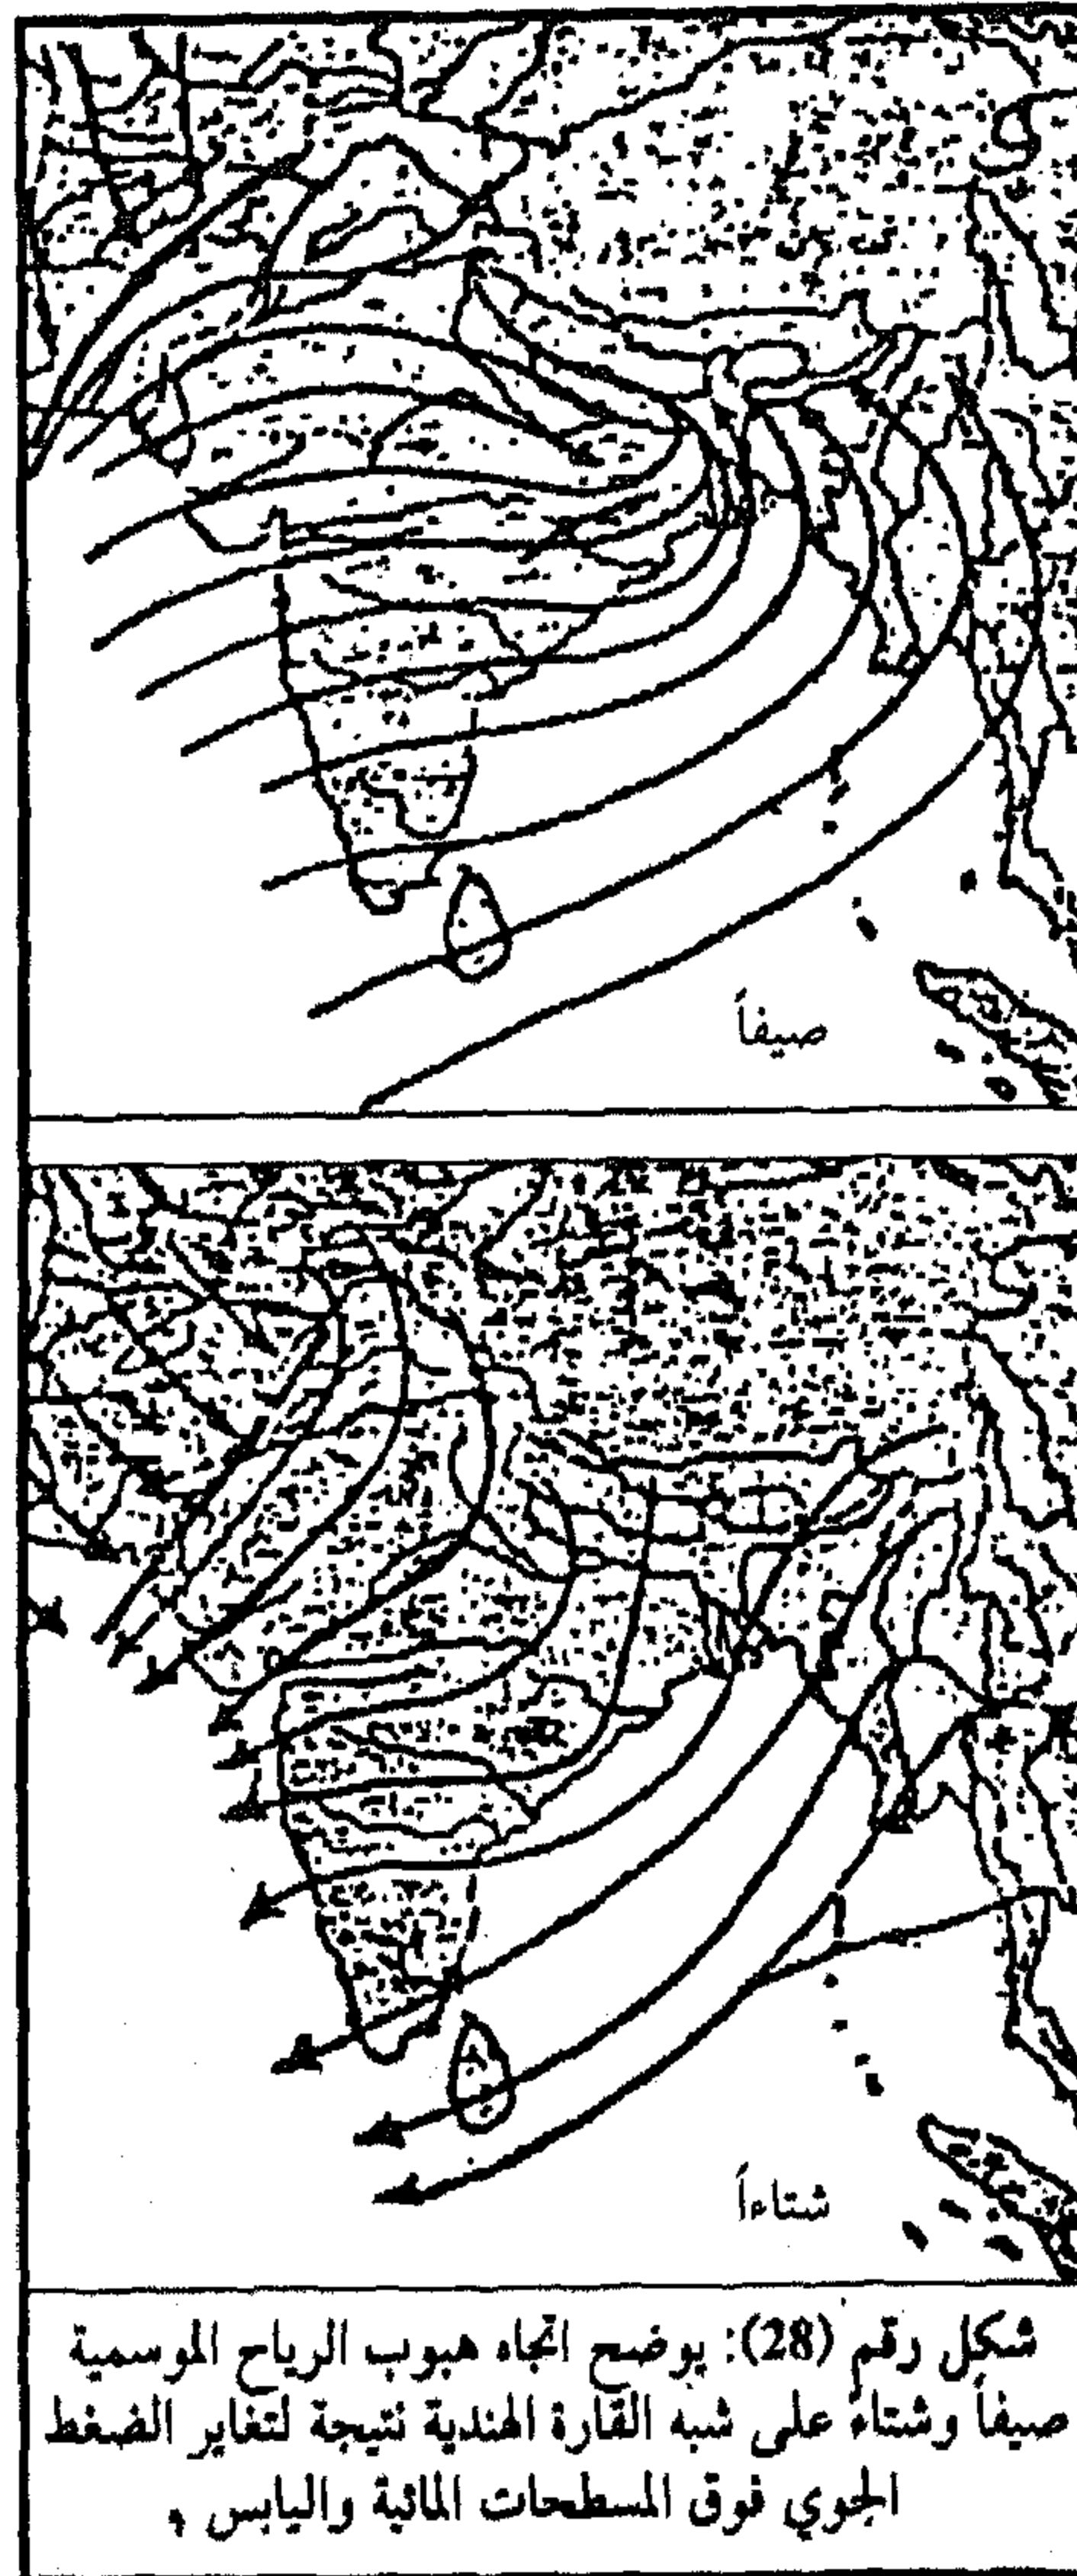 صيفاً
شتاءاً
شكل رقم (28): يوضح اتجاه هبوب الرياح الموسمية
صيفاً وشتاءً على شبه القارة الهندية نتيجة لتغاير الضغط
الجوي فوق المسطحات المائية واليابس .